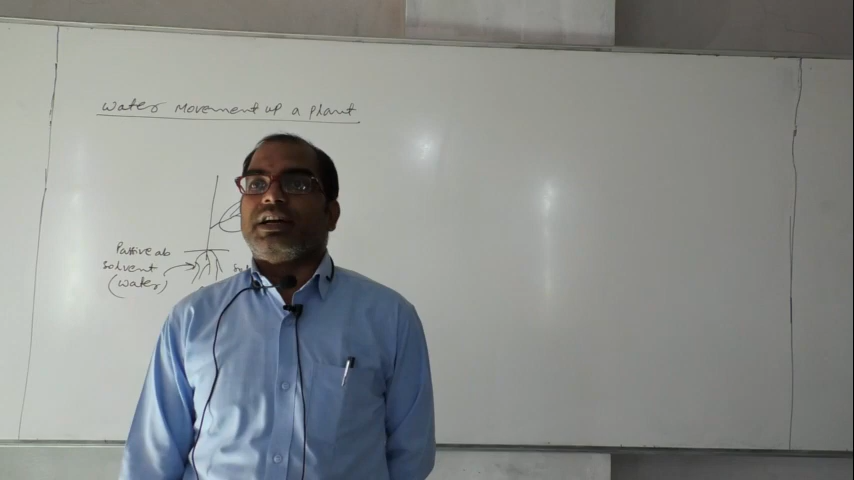 water movement up a plant
Passive ab
solvent
(water)